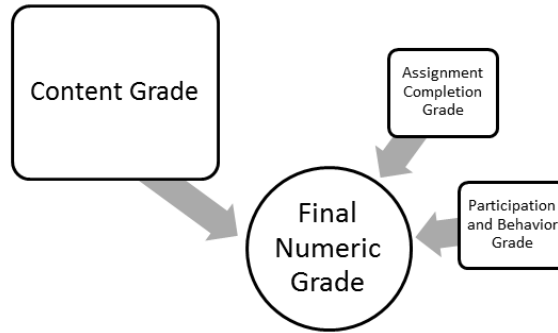 Content Grade
Assignment
Completion
Grade
Participation
and Behavior
Grade
Final
Numeric
Grade